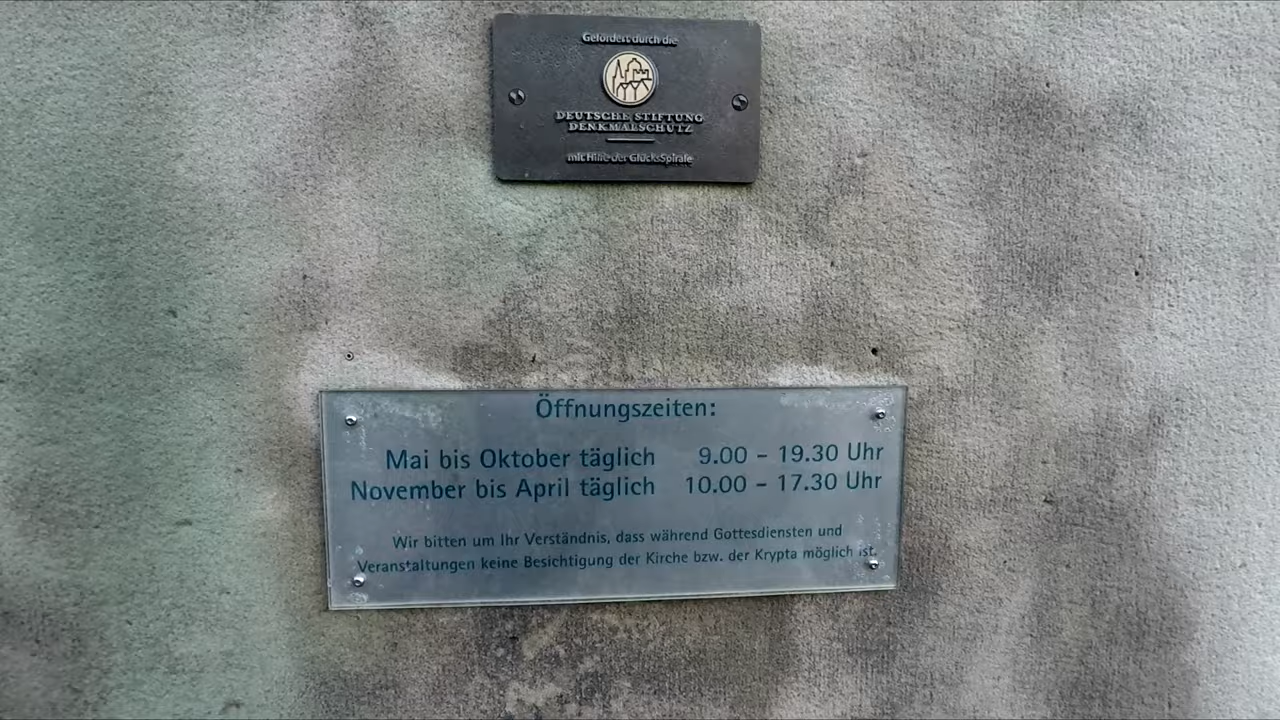 Gefördert durch die
DEUTSCHE STIFTUNG
DENKMALSCHUTZ
mit Hilfe der GlücksSpirale
Öffnungszeiten:
Mai bis Oktober täglich 9.00 – 19.30 Uhr
November bis April täglich 10.00 – 17.30 Uhr
Wir bitten um Ihr Verständnis, dass während Gottesdiensten und
Veranstaltungen keine Besichtigung der Kirche bzw. der Krypta möglich ist.